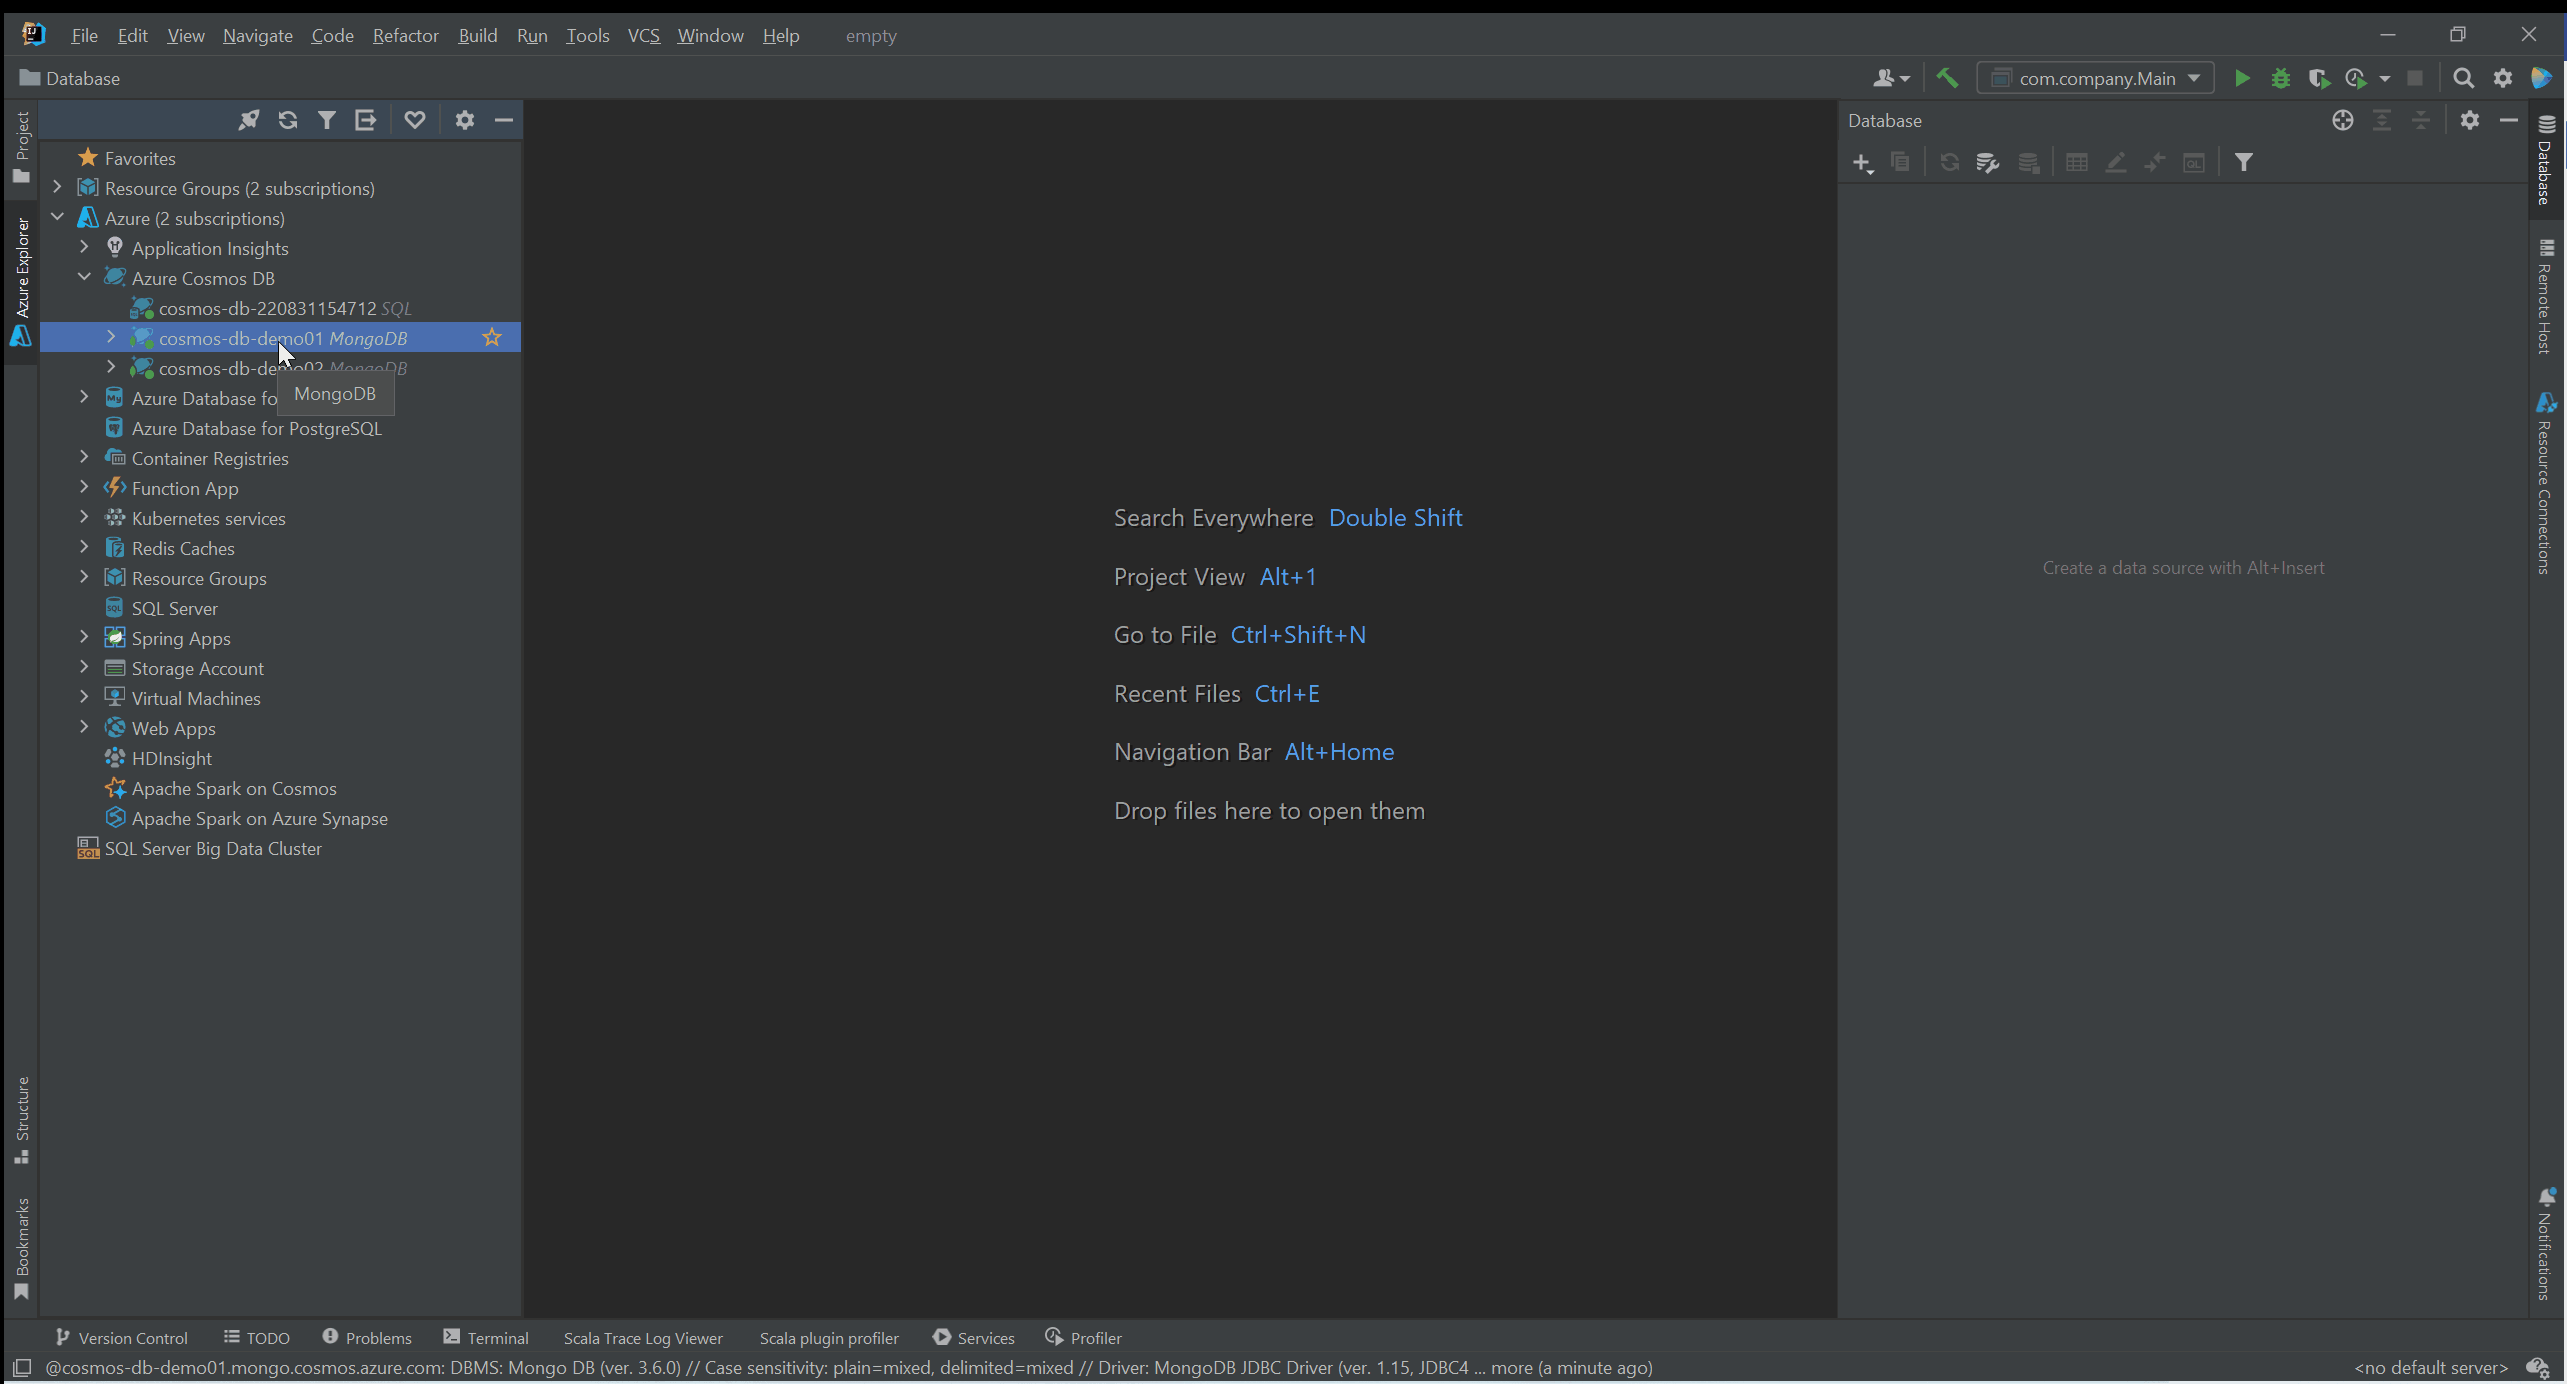 File Edit View Navigate Code Refactor Build Run Tools VCS Window Help empty
Database
com.company.Main
Project
Azure Explorer
Structure
Bookmarks
Favorites
Resource Groups (2 subscriptions)
Azure (2 subscriptions)
Application Insights
Azure Cosmos DB
cosmos-db-220831154712 SQL
cosmos-db-demo01 MongoDB
cosmos-db-demo02 MongoDB
MongoDB
Azure Database fo
Azure Database for PostgreSQL
Container Registries
Function App
Kubernetes services
Redis Caches
Resource Groups
SQL Server
Spring Apps
Storage Account
Virtual Machines
Web Apps
HDInsight
Apache Spark on Cosmos
Apache Spark on Azure Synapse
SQL Server Big Data Cluster
Search Everywhere Double Shift
Project View Alt+1
Go to File Ctrl+Shift+N
Recent Files Ctrl+E
Navigation Bar Alt+Home
Drop files here to open them
Database
Create a data source with Alt+Insert
Database
Remote Host
Resource Connections
Notifications
Version Control TODO Problems Terminal Scala Trace Log Viewer Scala plugin profiler Services Profiler
@cosmos-db-demo01.mongo.cosmos.azure.com: DBMS: Mongo DB (ver. 3.6.0) // Case sensitivity: plain=mixed, delimited=mixed // Driver: MongoDB JDBC Driver (ver. 1.15, JDBC4 ... more (a minute ago) <no default server>